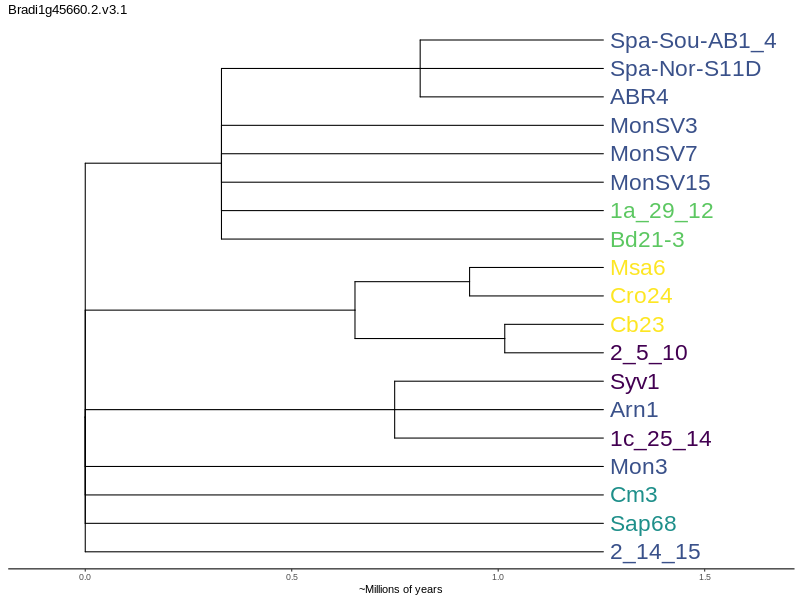 Bradi1g45660.2.v3.1
Spa-Sou-AB1_4
Spa-Nor-S11D
ABR4
MonSV3
MonSV7
MonSV15
1a_29_12
Bd21-3
Msa6
Cro24
Cb23
2_5_10
Syv1
Arn1
1c_25_14
Mon3
Cm3
Sap68
2_14_15
0.0 0.5 1.0 1.5
~Millions of years